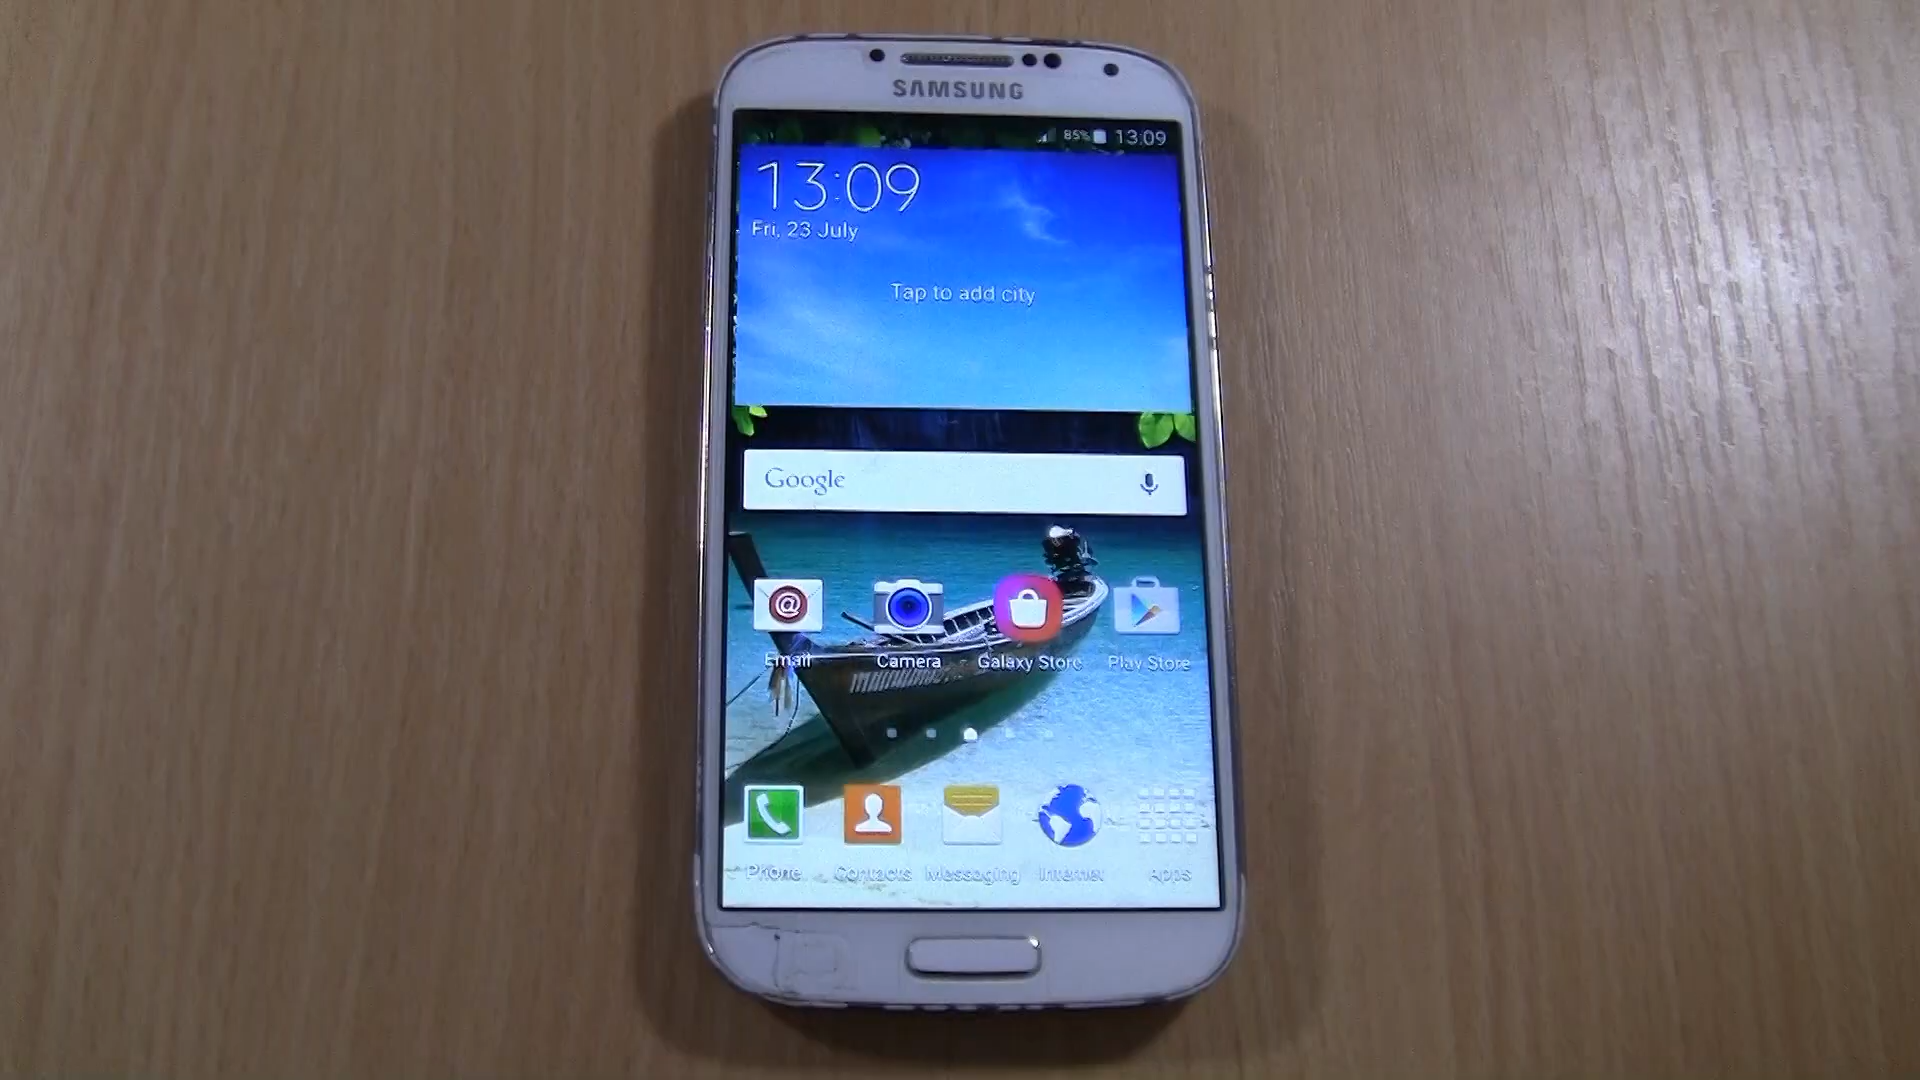 SAMSUNG
85% 13:09
13:09
Fri, 23 July
Tap to add city
Google
@
Email Camera Galaxy Store Play Store
Phone Contacts Messaging Internet Apps